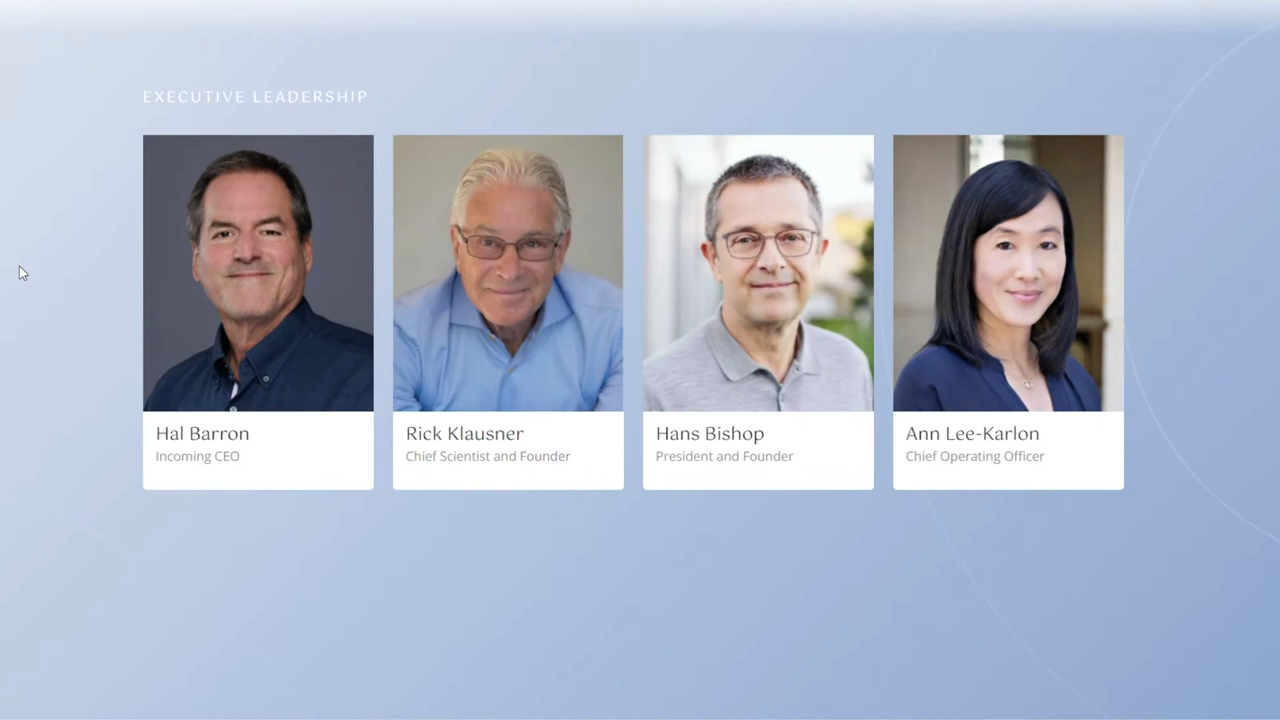 EXECUTIVE LEADERSHIP
Hal Barron
Incoming CEO
Rick Klausner
Chief Scientist and Founder
Hans Bishop
President and Founder
Ann Lee-Karlon
Chief Operating Officer